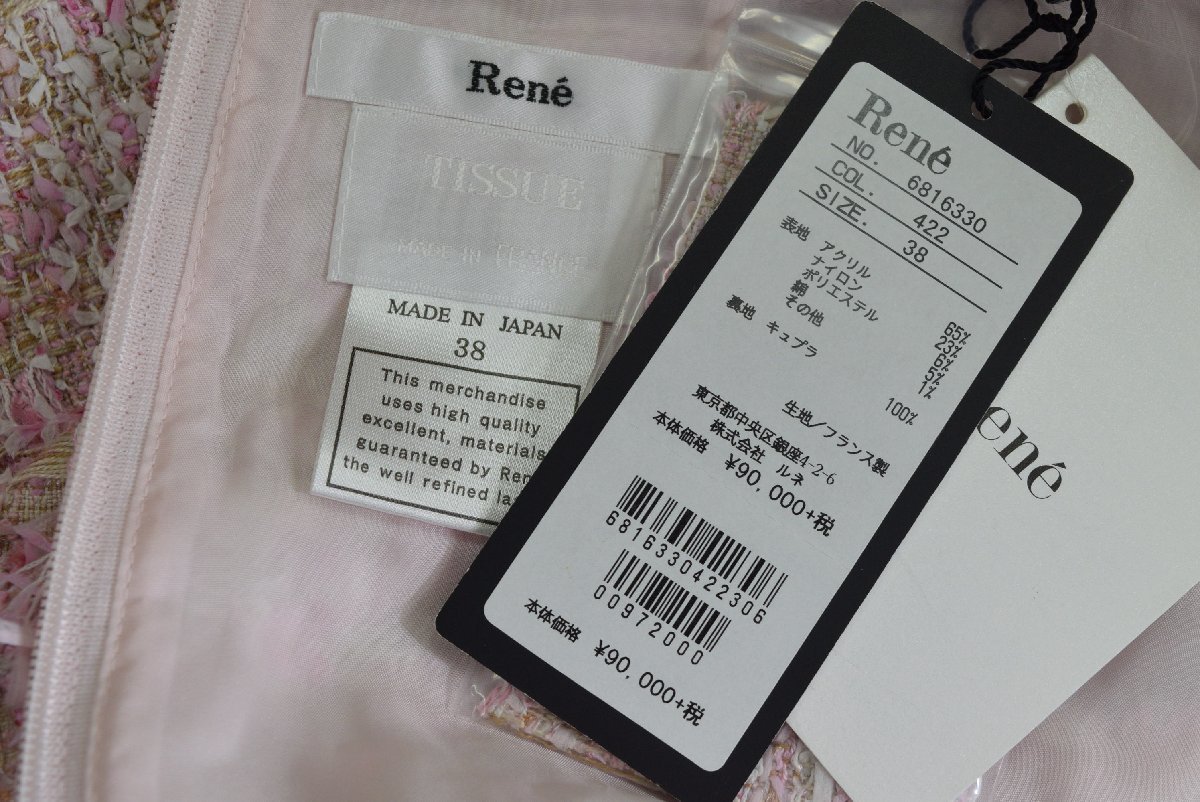 René
TISSUE
MADE IN FRANCE
MADE IN JAPAN
38
This merchandise
uses high quality
excellent, materials
guaranteed by Ren
the well refined la
René
NO. 6816330
COL. 422
SIZE. 38
表地 アクリル 65%
ナイロン 23%
ポリエステル 6%
綿 5%
その他 1%
裏地 キュプラ 100%
生地/フランス製
東京都中央区銀座4-2-6
株式会社 ルネ
本体価格 ¥90,000+税
6816330422306
00972000
本体価格 ¥90,000+税
ené